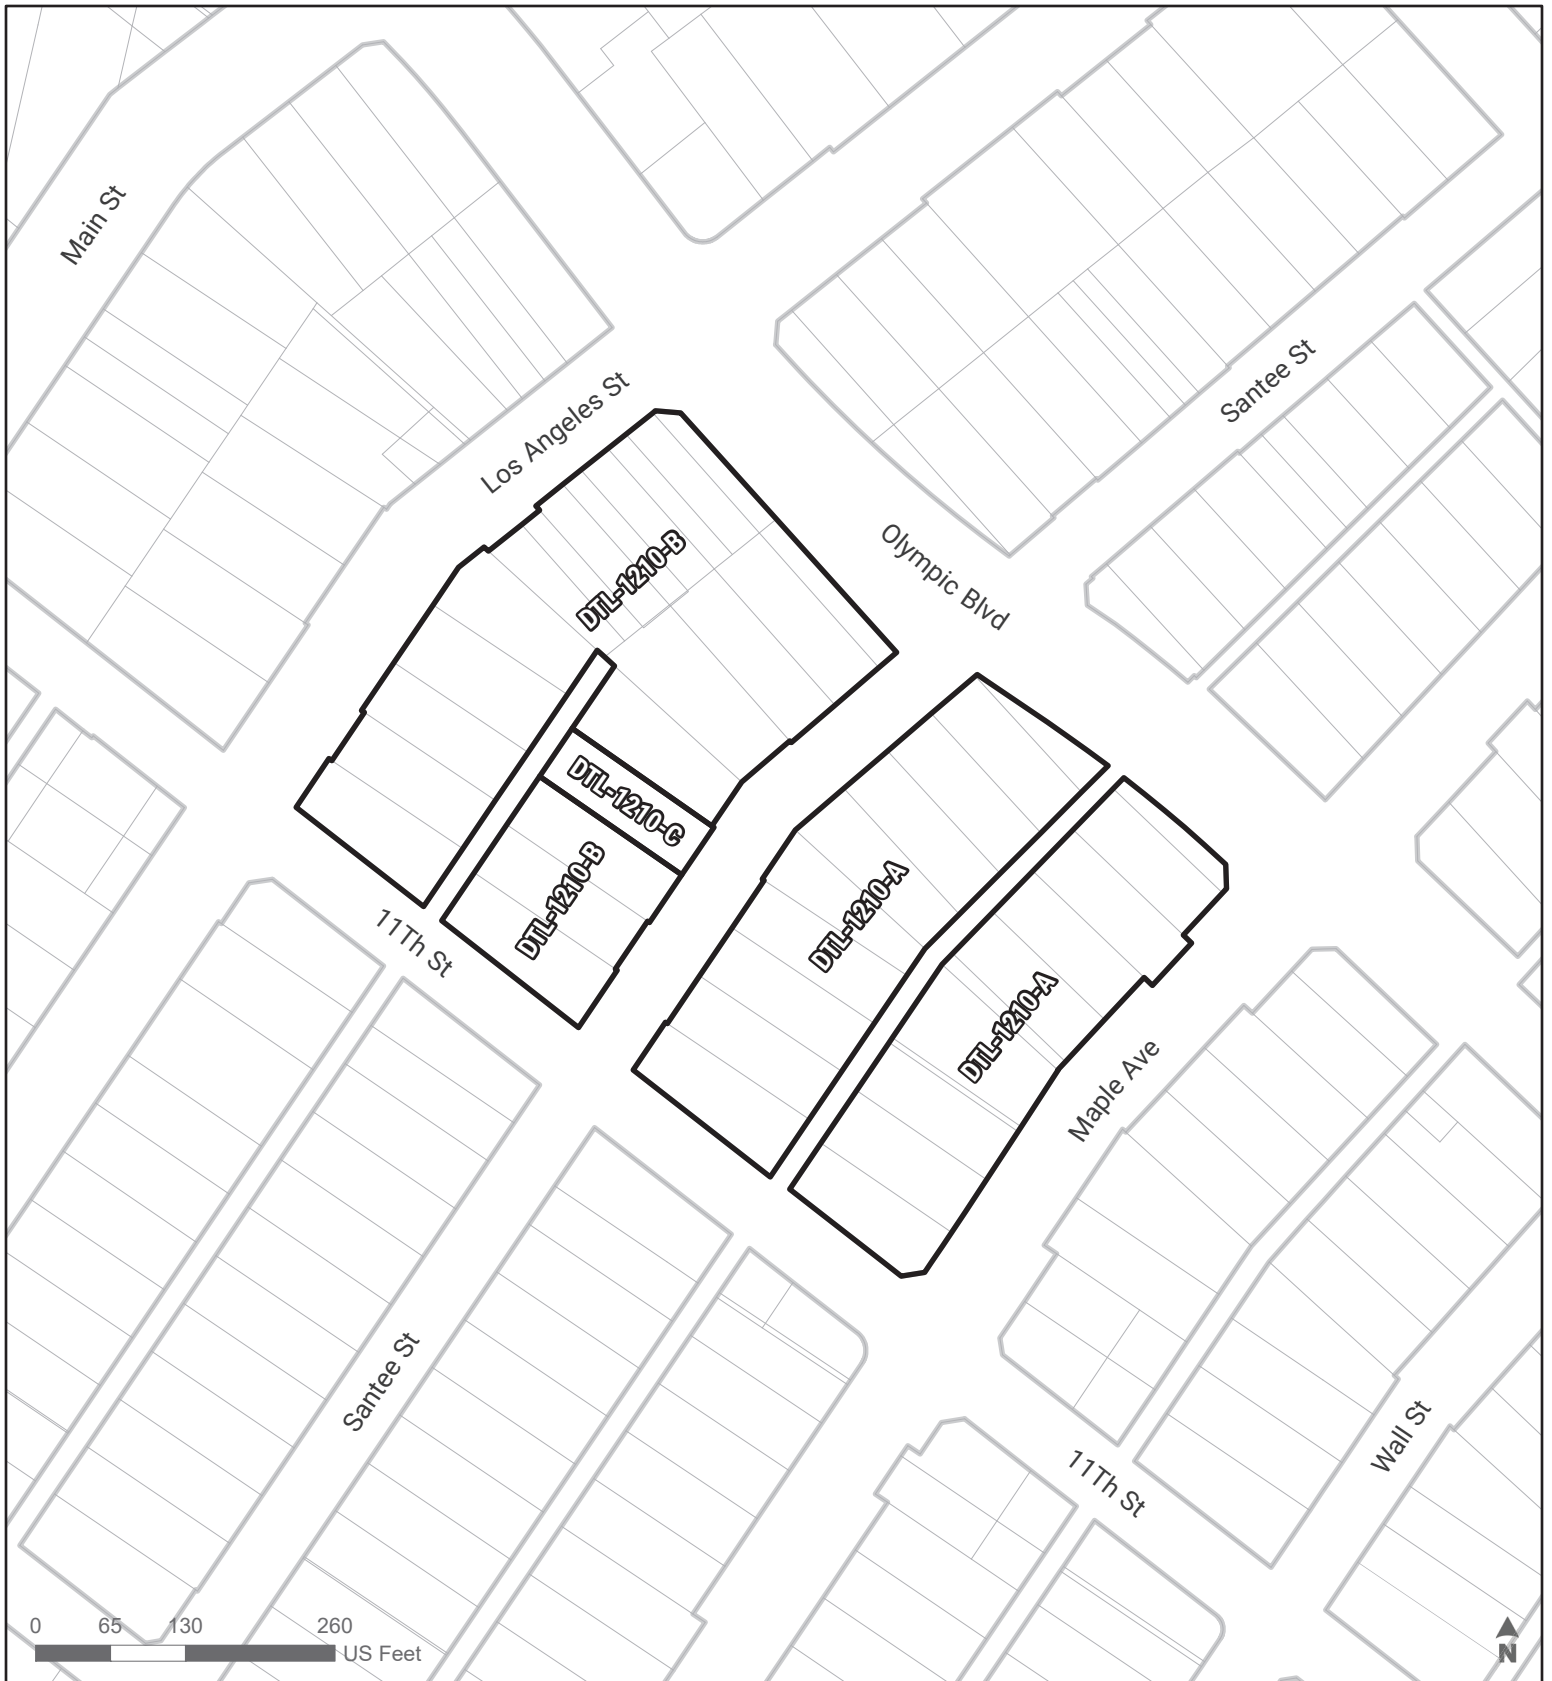 Main St
Santee St
Los Angeles St
Olympic Blvd
DTL-1210-B
DTL-1210-C
DTL-1210-B
DTL-1210-A
DTL-1210-A
11Th St
Maple Ave
Santee St
Wall St
11Th St
0 65 130 260
US Feet
N